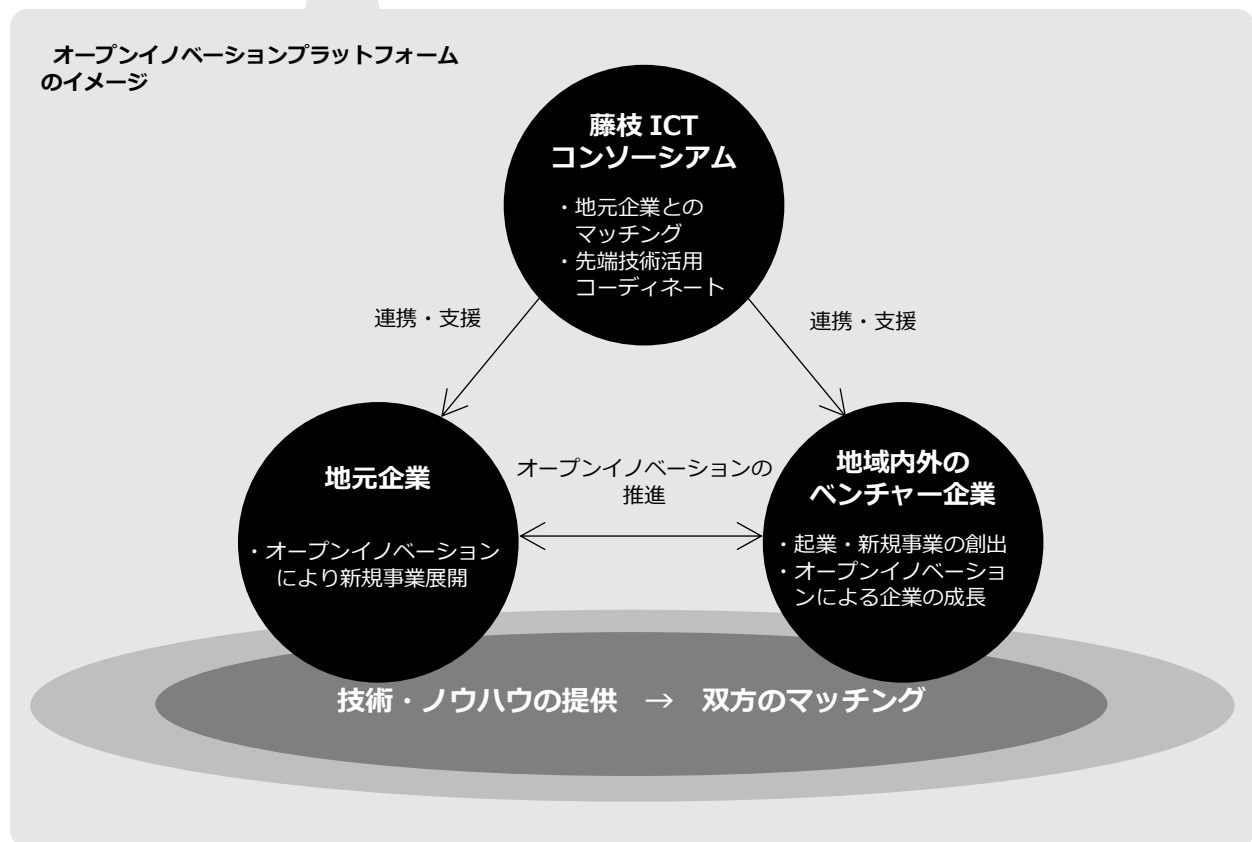 オープンイノベーションプラットフォーム
のイメージ
藤枝 ICT
コンソーシアム
・地元企業との
マッチング
・先端技術活用
コーディネート
連携・支援
連携・支援
地元企業
・オープンイノベーション
により新規事業展開
オープンイノベーションの
推進
地域内外の
ベンチャー企業
・起業・新規事業の創出
・オープンイノベーショ
ンによる企業の成長
技術・ノウハウの提供 → 双方のマッチング